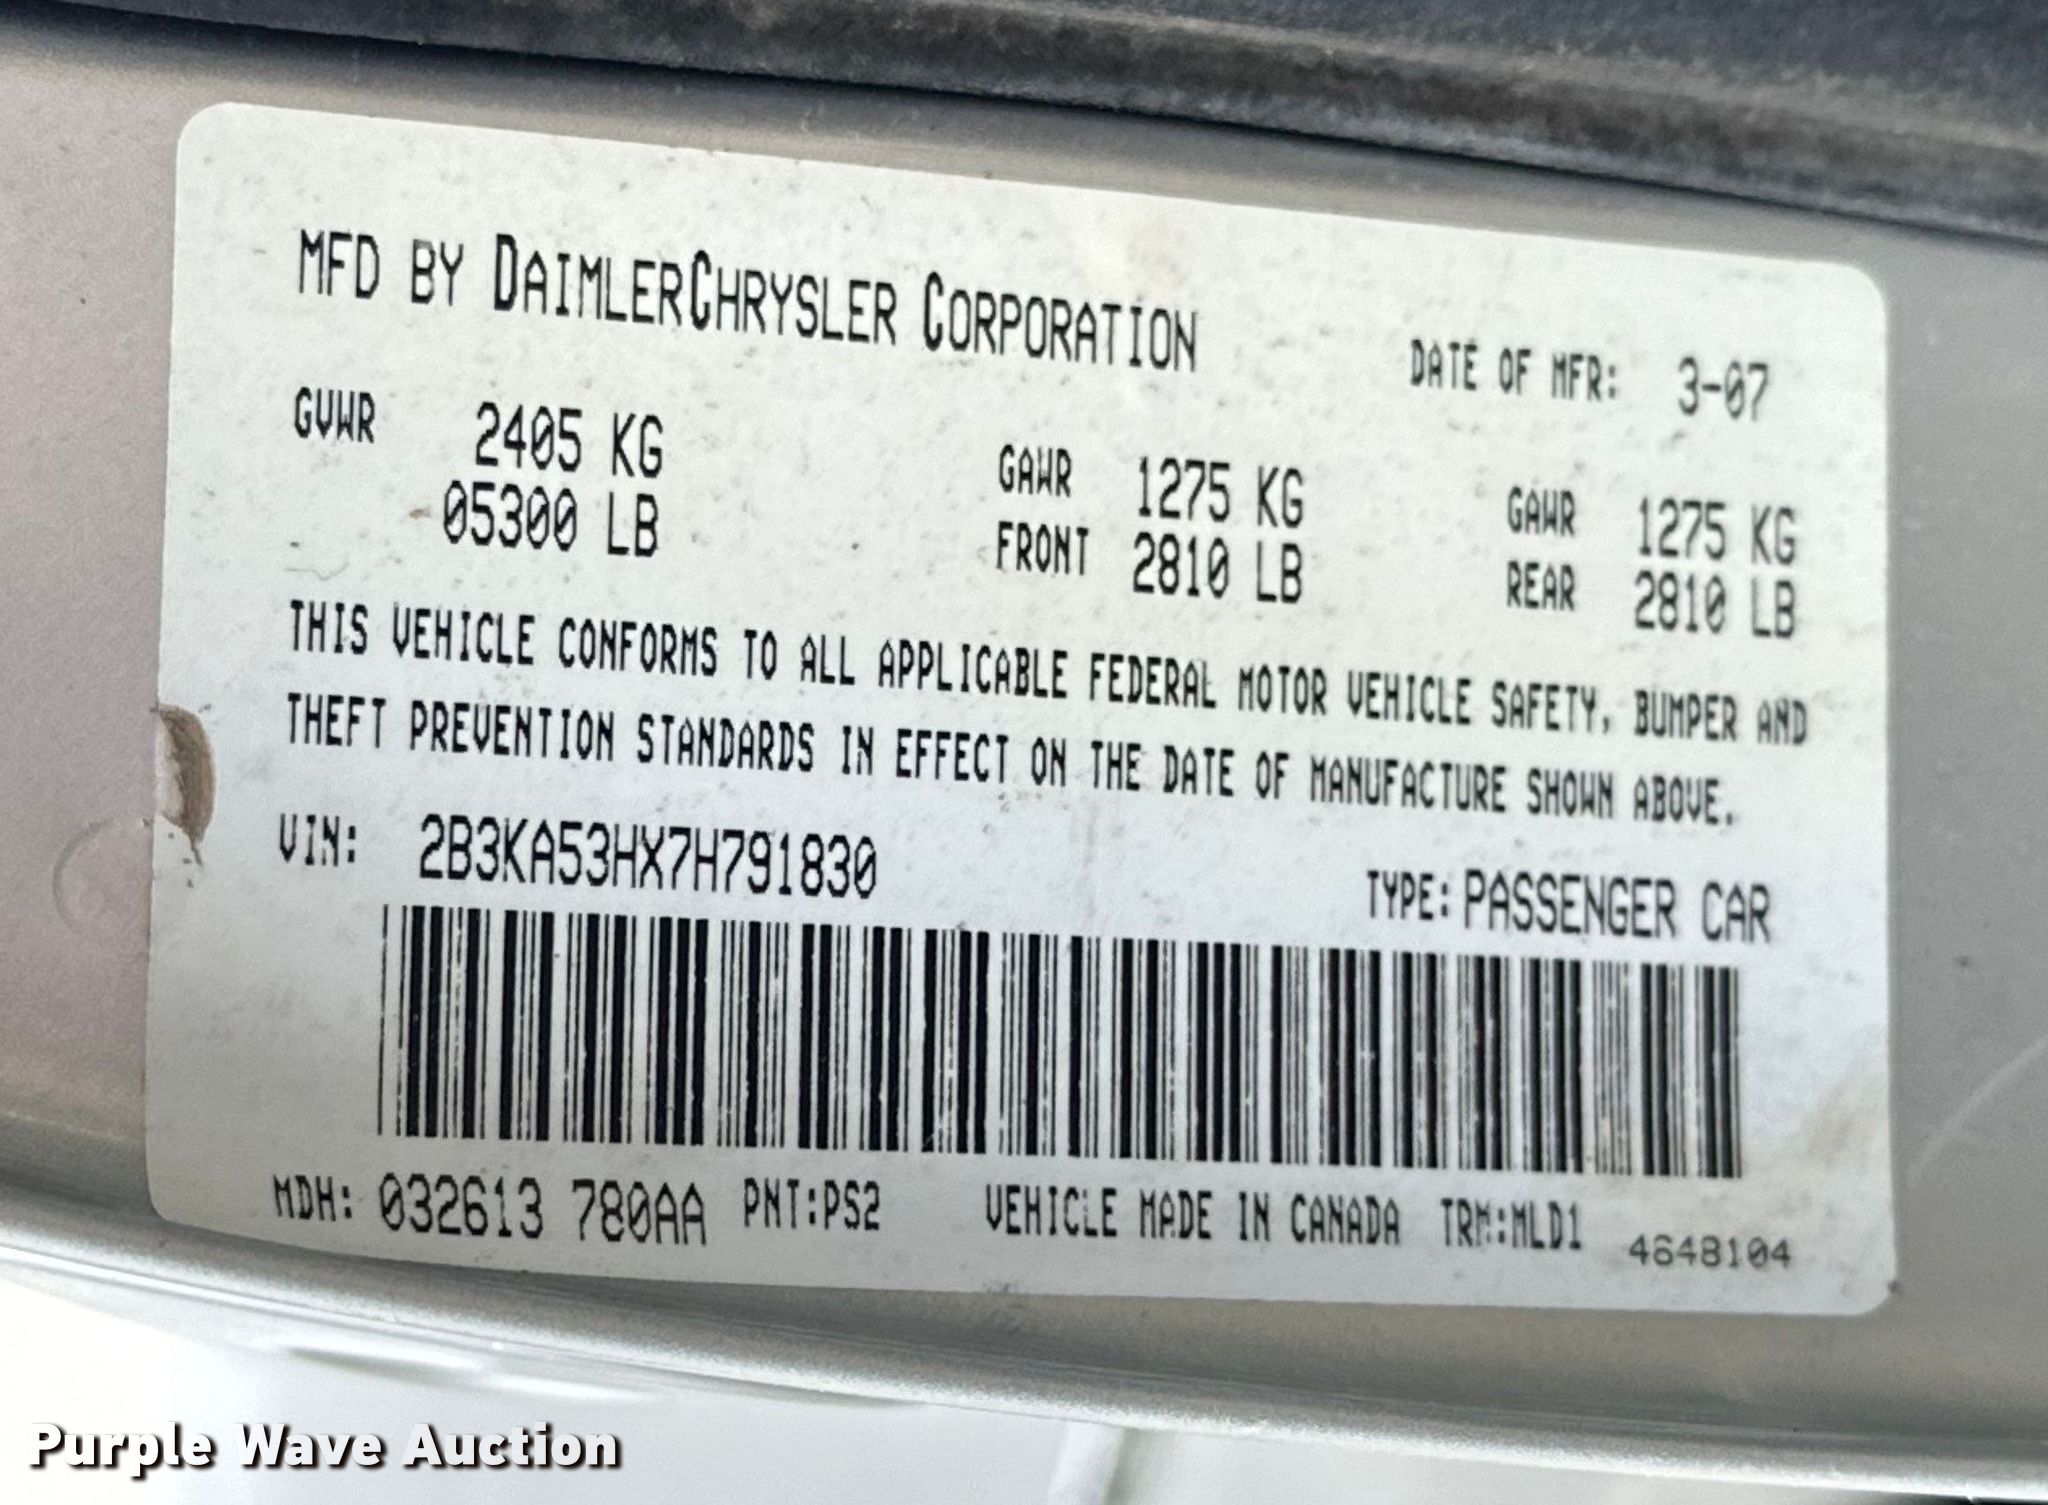 MFD BY DAIMLERCHRYSLER CORPORATION
DATE OF MFR: 3-07
GVWR 2405 KG
05300 LB
GAWR 1275 KG
FRONT 2810 LB
GAWR 1275 KG
REAR 2810 LB
THIS VEHICLE CONFORMS TO ALL APPLICABLE FEDERAL MOTOR VEHICLE SAFETY, BUMPER AND
THEFT PREVENTION STANDARDS IN EFFECT ON THE DATE OF MANUFACTURE SHOWN ABOVE.
VIN: 2B3KA53HX7H791830
TYPE: PASSENGER CAR
MDH: 032613 780AA PNT:PS2 VEHICLE MADE IN CANADA TRM:MLD1 4648104
Purple Wave Auction